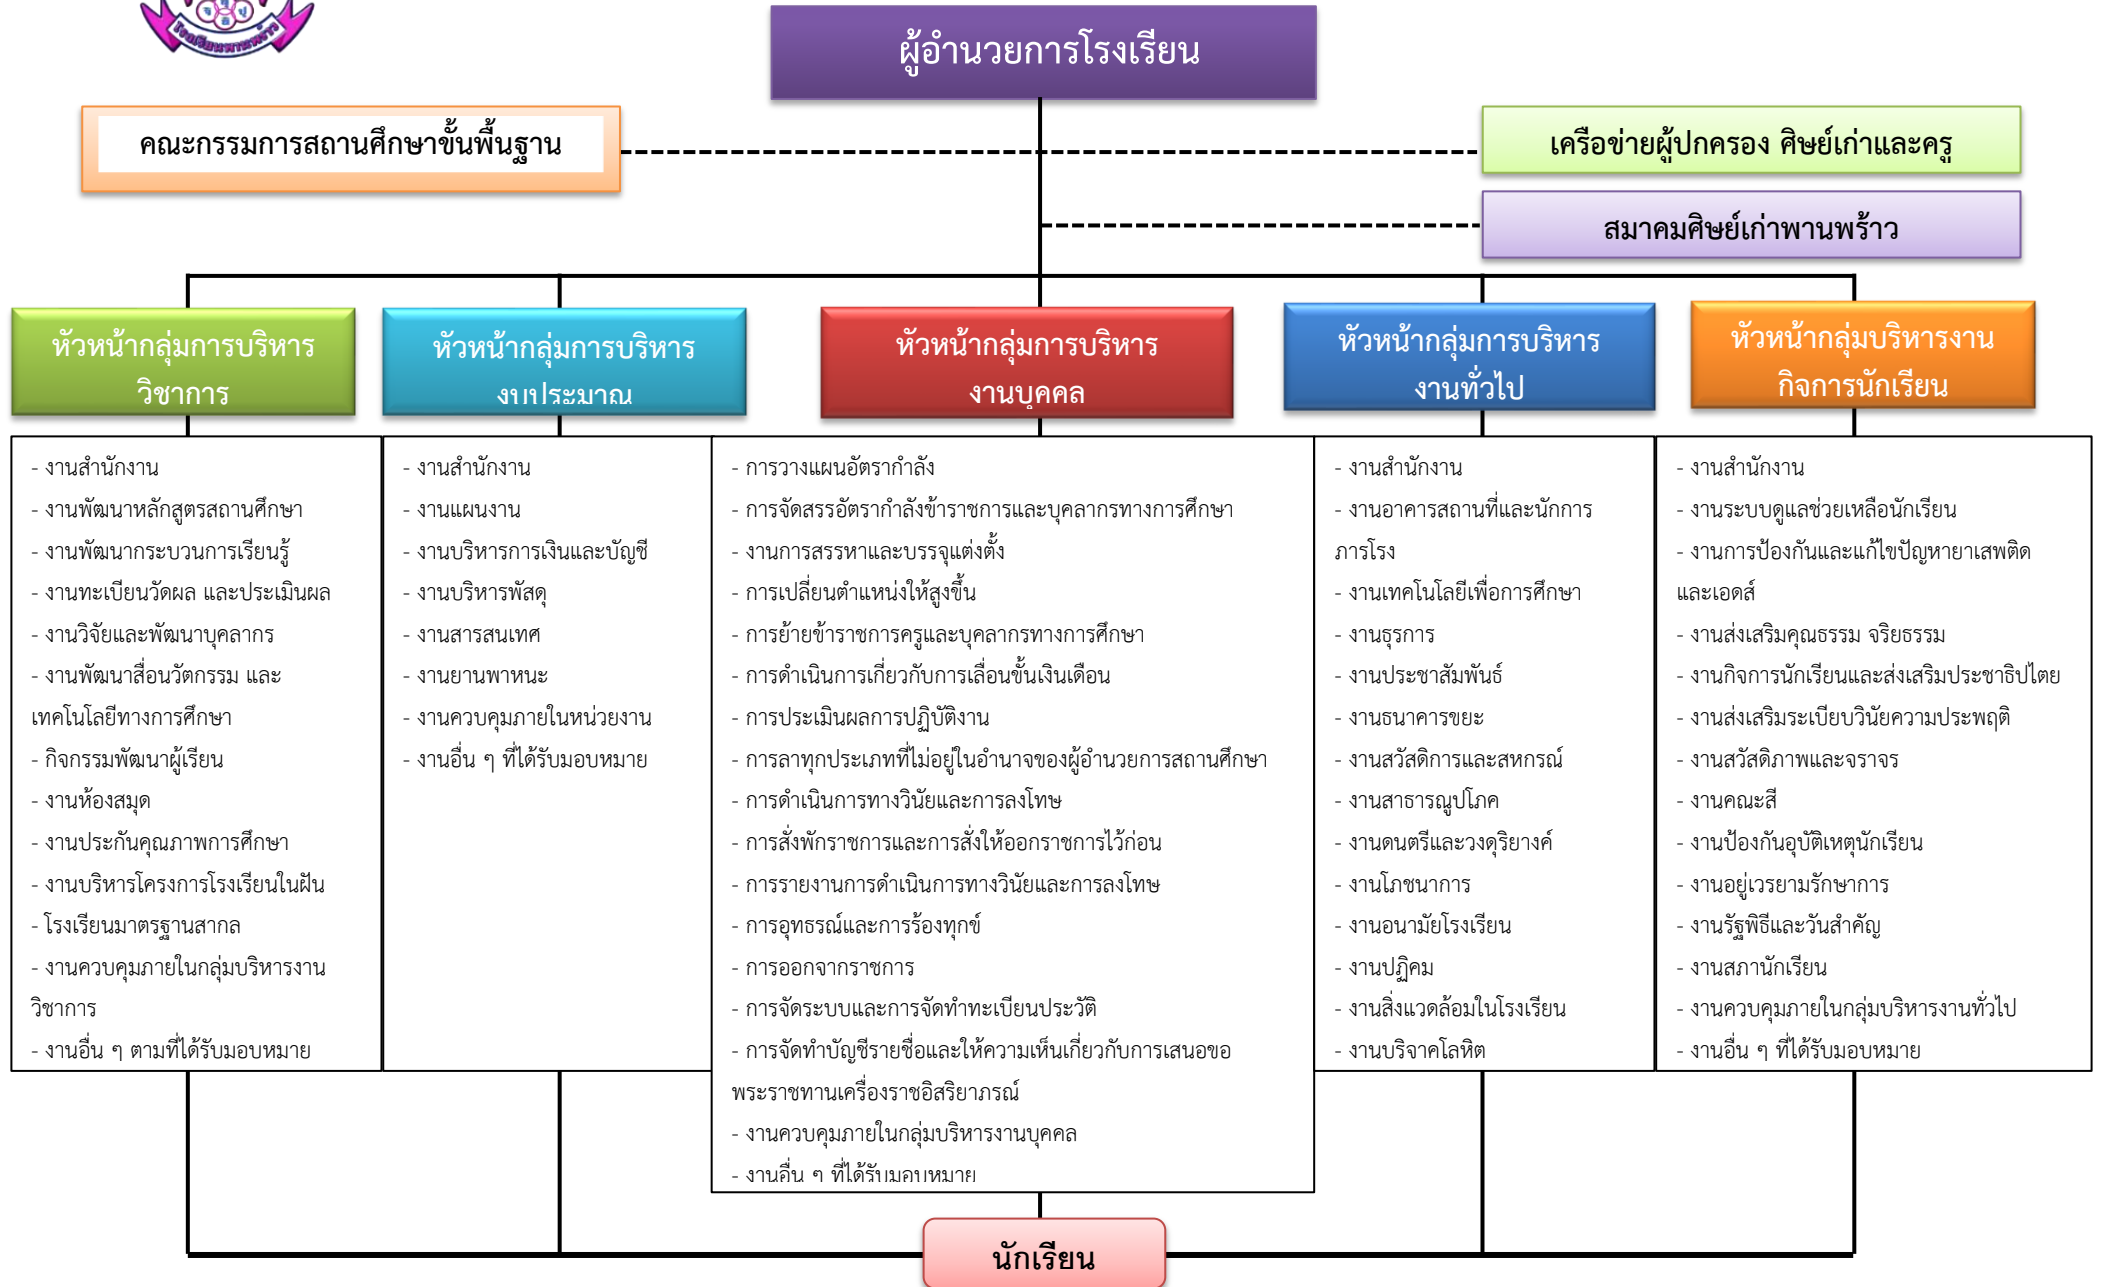 โรงเรียนพานพร้าว
ผู้อำนวยการโรงเรียน
คณะกรรมการสถานศึกษาขั้นพื้นฐาน
เครือข่ายผู้ปกครอง ศิษย์เก่าและครู
สมาคมศิษย์เก่าพานพร้าว
หัวหน้ากลุ่มการบริหาร
วิชาการ
หัวหน้ากลุ่มการบริหาร
งบประมาณ
หัวหน้ากลุ่มการบริหาร
งานบุคคล
หัวหน้ากลุ่มการบริหาร
งานทั่วไป
หัวหน้ากลุ่มบริหารงาน
กิจการนักเรียน
- งานสำนักงาน
- งานพัฒนาหลักสูตรสถานศึกษา
- งานพัฒนากระบวนการเรียนรู้
- งานทะเบียนวัดผล และประเมินผล
- งานวิจัยและพัฒนาบุคลากร
- งานพัฒนาสื่อนวัตกรรม และ
เทคโนโลยีทางการศึกษา
- กิจกรรมพัฒนาผู้เรียน
- งานห้องสมุด
- งานประกันคุณภาพการศึกษา
- งานบริหารโครงการโรงเรียนในฝัน
- โรงเรียนมาตรฐานสากล
- งานควบคุมภายในกลุ่มบริหารงาน
วิชาการ
- งานอื่น ๆ ตามที่ได้รับมอบหมาย
- งานสำนักงาน
- งานแผนงาน
- งานบริหารการเงินและบัญชี
- งานบริหารพัสดุ
- งานสารสนเทศ
- งานยานพาหนะ
- งานควบคุมภายในหน่วยงาน
- งานอื่น ๆ ที่ได้รับมอบหมาย
- การวางแผนอัตรากำลัง
- การจัดสรรอัตรากำลังข้าราชการและบุคลากรทางการศึกษา
- งานการสรรหาและบรรจุแต่งตั้ง
- การเปลี่ยนตำแหน่งให้สูงขึ้น
- การย้ายข้าราชการครูและบุคลากรทางการศึกษา
- การดำเนินการเกี่ยวกับการเลื่อนขั้นเงินเดือน
- การประเมินผลการปฏิบัติงาน
- การลาทุกประเภทที่ไม่อยู่ในอำนาจของผู้อำนวยการสถานศึกษา
- การดำเนินการทางวินัยและการลงโทษ
- การสั่งพักราชการและการสั่งให้ออกราชการไว้ก่อน
- การรายงานการดำเนินการทางวินัยและการลงโทษ
- การอุทธรณ์และการร้องทุกข์
- การออกจากราชการ
- การจัดระบบและการจัดทำทะเบียนประวัติ
- การจัดทำบัญชีรายชื่อและให้ความเห็นเกี่ยวกับการเสนอขอ
พระราชทานเครื่องราชอิสริยาภรณ์
- งานควบคุมภายในกลุ่มบริหารงานบุคคล
- งานอื่น ๆ ที่ได้รับมอบหมาย
- งานสำนักงาน
- งานอาคารสถานที่และนักการ
ภารโรง
- งานเทคโนโลยีเพื่อการศึกษา
- งานธุรการ
- งานประชาสัมพันธ์
- งานธนาคารขยะ
- งานสวัสดิการและสหกรณ์
- งานสาธารณูปโภค
- งานดนตรีและวงดุริยางค์
- งานโภชนาการ
- งานอนามัยโรงเรียน
- งานปฏิคม
- งานสิ่งแวดล้อมในโรงเรียน
- งานบริจาคโลหิต
- งานสำนักงาน
- งานระบบดูแลช่วยเหลือนักเรียน
- งานการป้องกันและแก้ไขปัญหายาเสพติด
และเอดส์
- งานส่งเสริมคุณธรรม จริยธรรม
- งานกิจการนักเรียนและส่งเสริมประชาธิปไตย
- งานส่งเสริมระเบียบวินัยความประพฤติ
- งานสวัสดิภาพและจราจร
- งานคณะสี
- งานป้องกันอุบัติเหตุนักเรียน
- งานอยู่เวรยามรักษาการ
- งานรัฐพิธีและวันสำคัญ
- งานสภานักเรียน
- งานควบคุมภายในกลุ่มบริหารงานทั่วไป
- งานอื่น ๆ ที่ได้รับมอบหมาย
นักเรียน